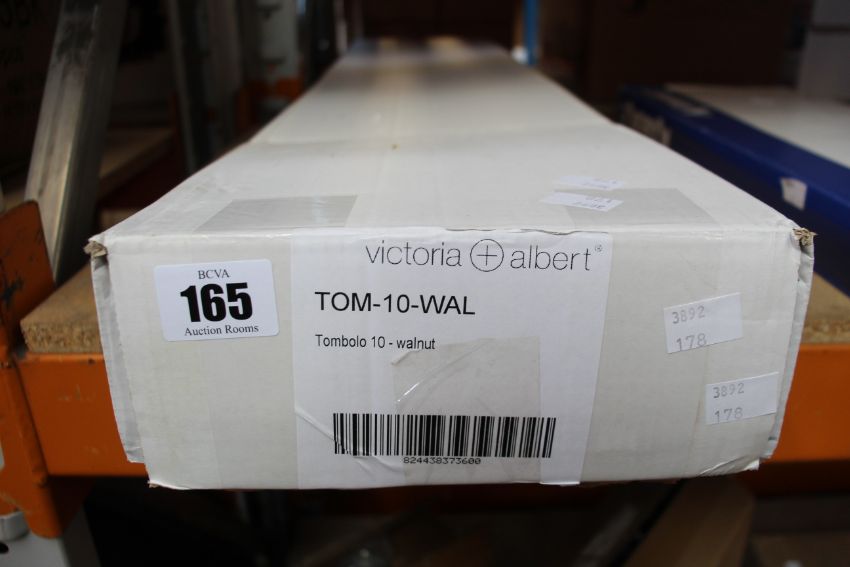 victoria + albert®
BCVA
165
Auction Rooms
TOM-10-WAL
Tombolo 10 - walnut
824438373600
3892
178
3892
178